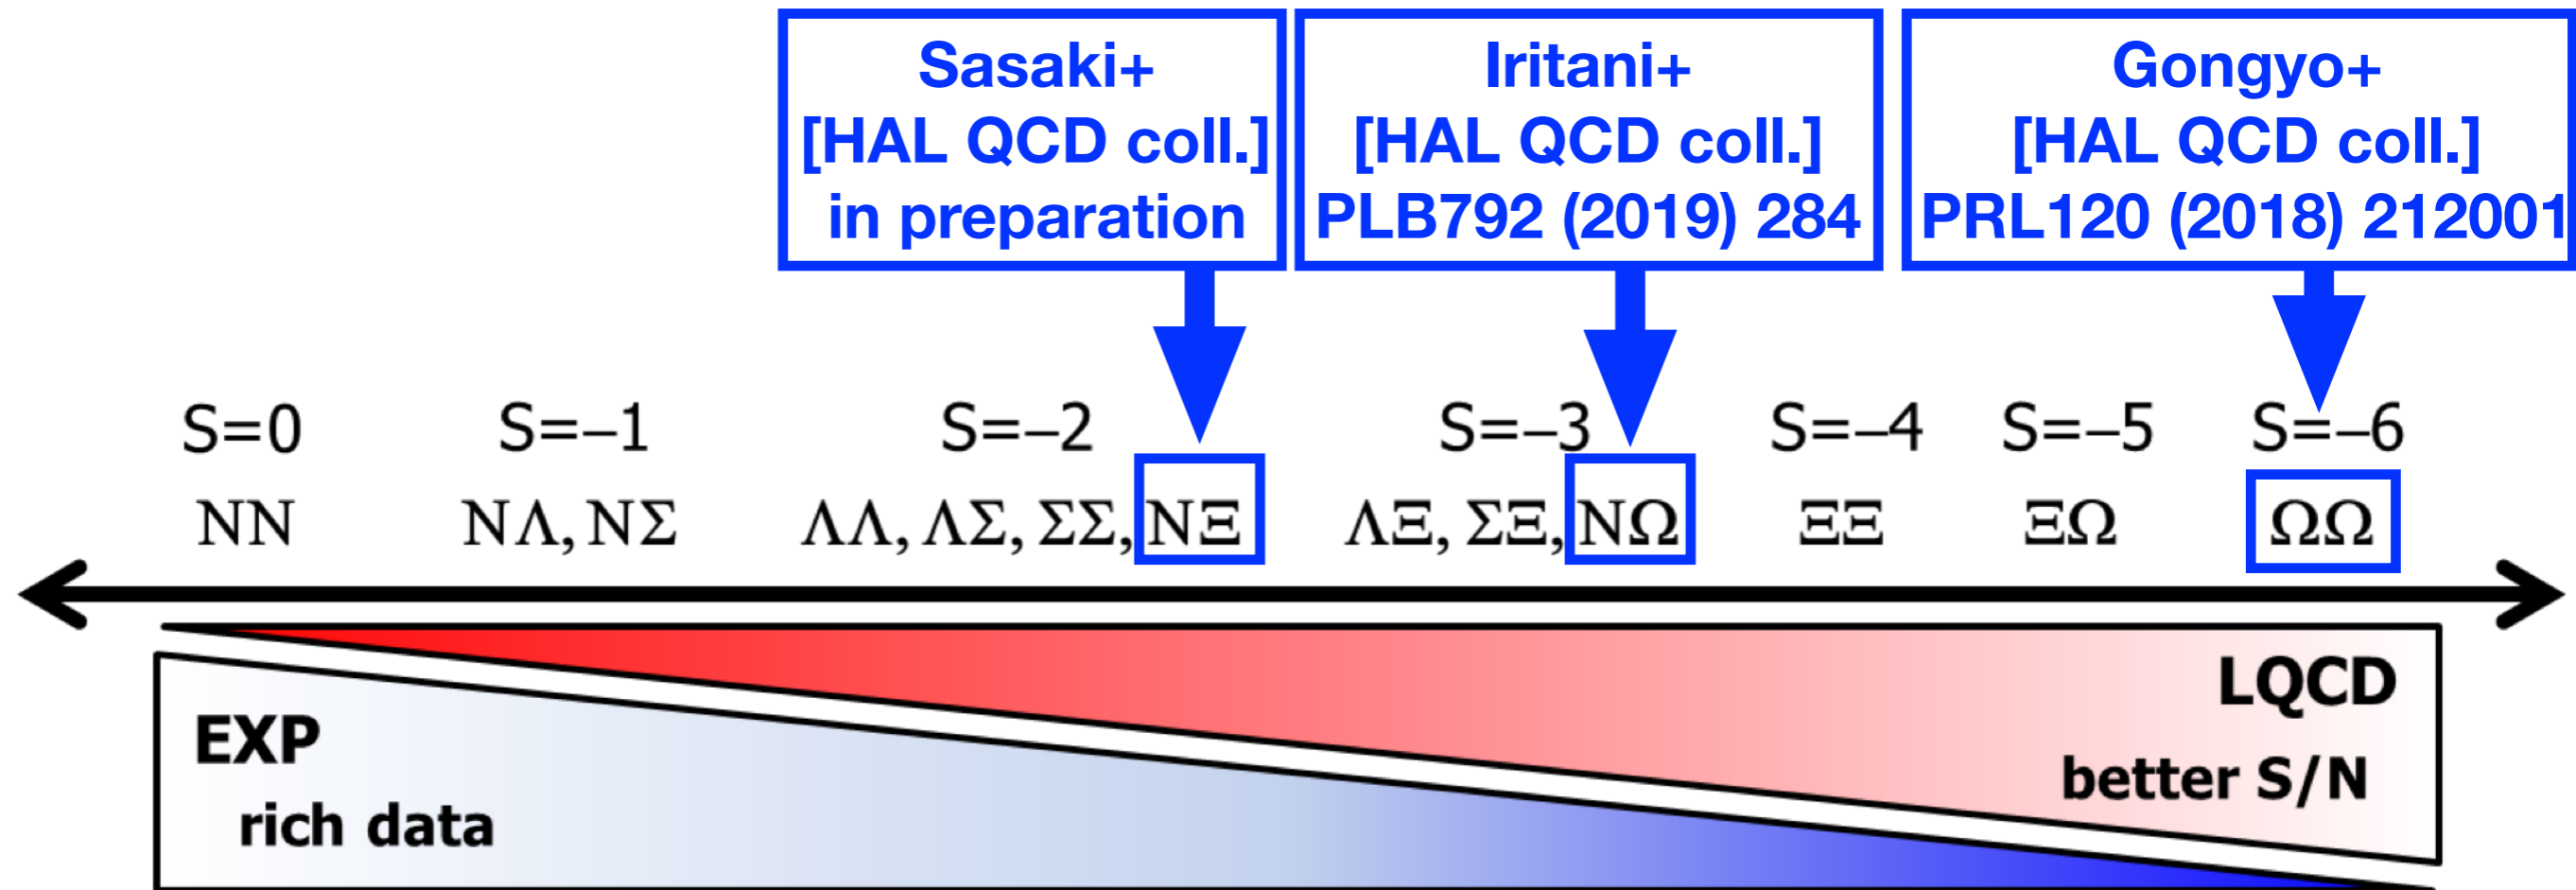 Sasaki+
[HAL QCD coll.]
in preparation
Iritani+
[HAL QCD coll.]
PLB792 (2019) 284
Gongyo+
[HAL QCD coll.]
PRL120 (2018) 212001
S=0 S=–1 S=–2 S=–3 S=–4 S=–5 S=–6
NN NΛ, NΣ ΛΛ, ΛΣ, ΣΣ, NΞ ΛΞ, ΣΞ, NΩ ΞΞ ΞΩ ΩΩ
LQCD
better S/N
EXP
rich data